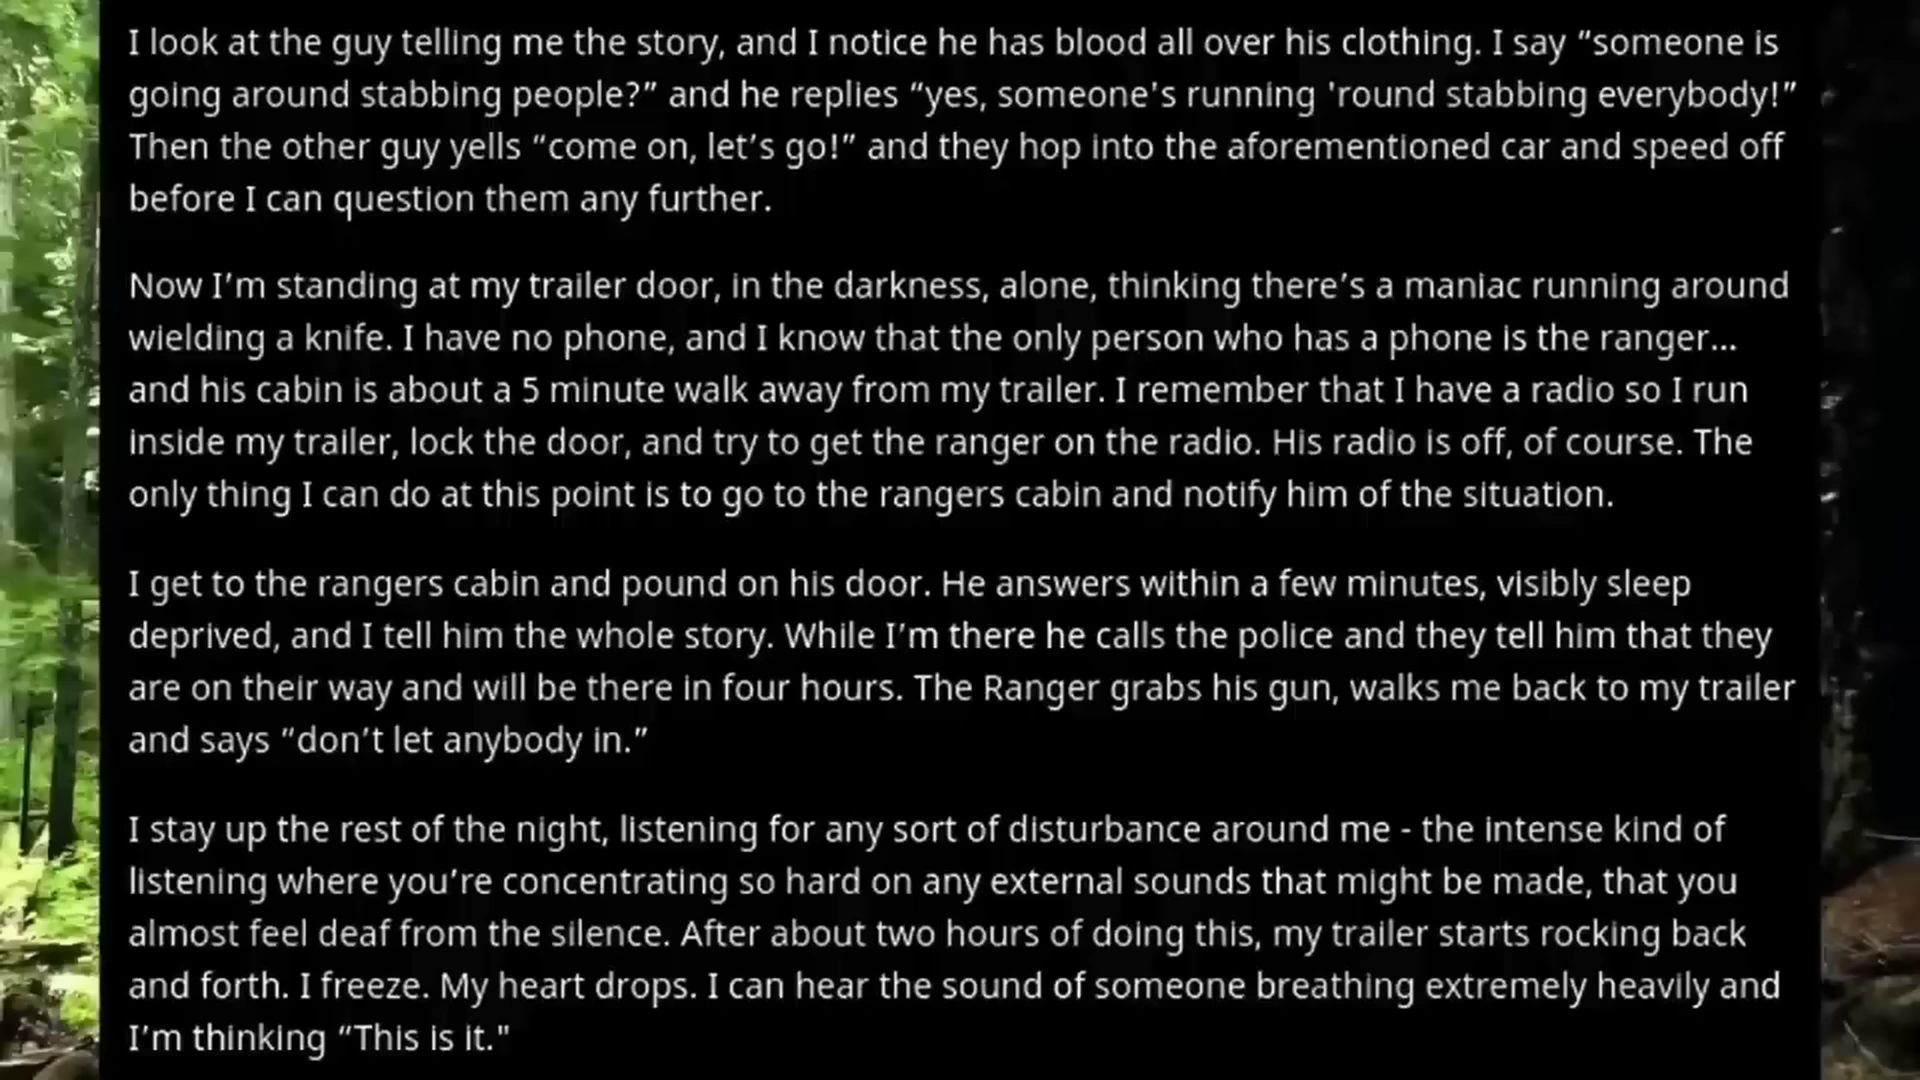 I look at the guy telling me the story, and I notice he has blood all over his clothing. I say “someone is
going around stabbing people?” and he replies “yes, someone's running 'round stabbing everybody!”
Then the other guy yells “come on, let’s go!” and they hop into the aforementioned car and speed off
before I can question them any further.
Now I’m standing at my trailer door, in the darkness, alone, thinking there’s a maniac running around
wielding a knife. I have no phone, and I know that the only person who has a phone is the ranger...
and his cabin is about a 5 minute walk away from my trailer. I remember that I have a radio so I run
inside my trailer, lock the door, and try to get the ranger on the radio. His radio is off, of course. The
only thing I can do at this point is to go to the rangers cabin and notify him of the situation.
I get to the rangers cabin and pound on his door. He answers within a few minutes, visibly sleep
deprived, and I tell him the whole story. While I’m there he calls the police and they tell him that they
are on their way and will be there in four hours. The Ranger grabs his gun, walks me back to my trailer
and says “don’t let anybody in.”
I stay up the rest of the night, listening for any sort of disturbance around me - the intense kind of
listening where you’re concentrating so hard on any external sounds that might be made, that you
almost feel deaf from the silence. After about two hours of doing this, my trailer starts rocking back
and forth. I freeze. My heart drops. I can hear the sound of someone breathing extremely heavily and
I’m thinking “This is it."